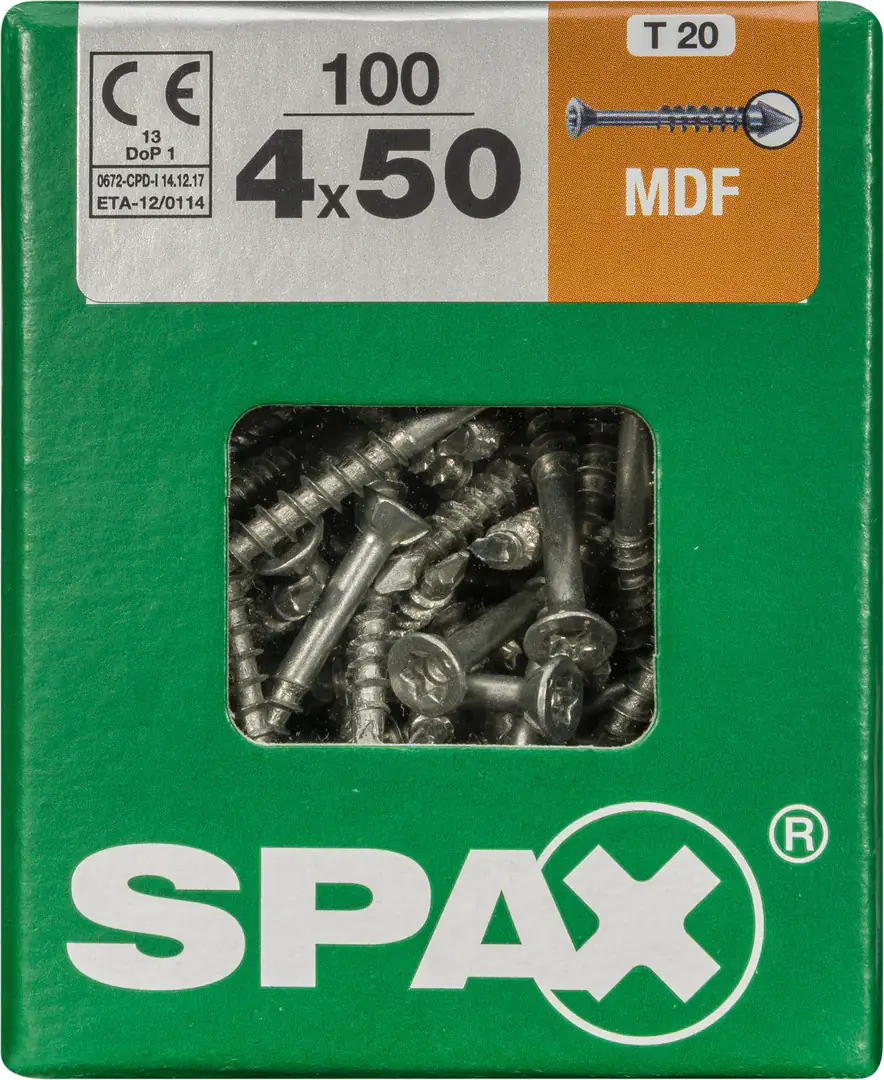 CE
13
DoP 1
0672-CPD-I 14.12.17
ETA-12/0114
100
4x50
T 20
MDF
SPAX®